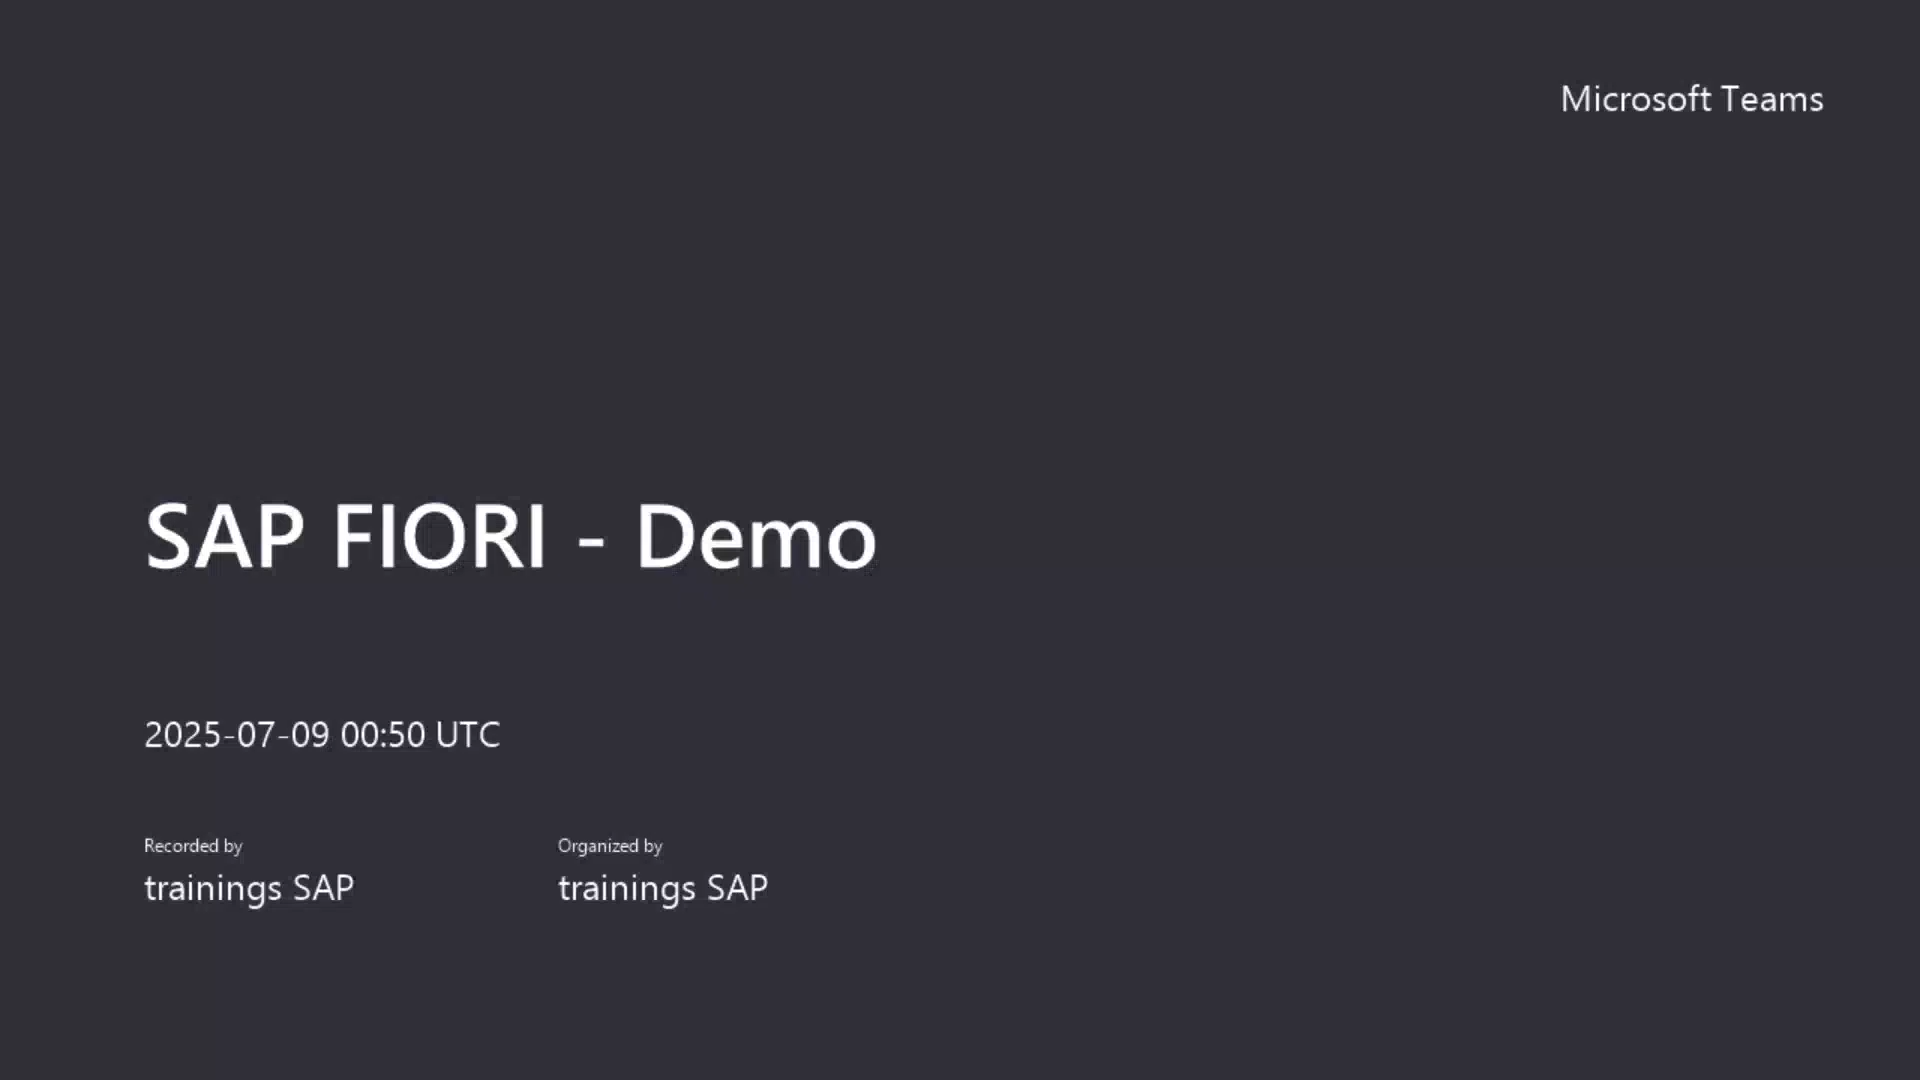 Microsoft Teams
SAP FIORI - Demo
2025-07-09 00:50 UTC
Recorded by
trainings SAP
Organized by
trainings SAP